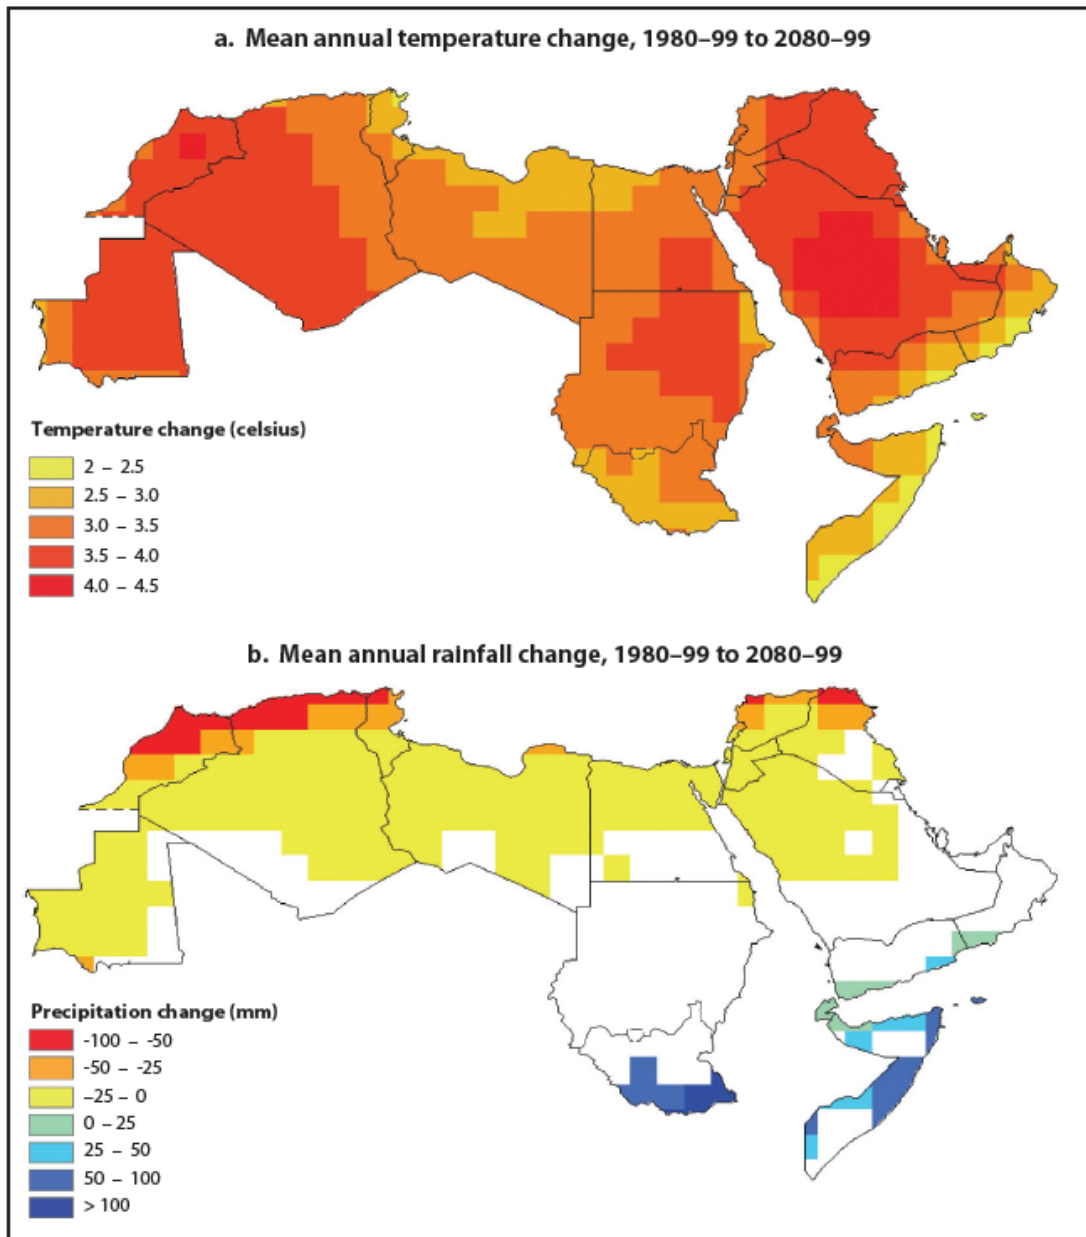 a. Mean annual temperature change, 1980–99 to 2080–99
Temperature change (celsius)
2 – 2.5
2.5 – 3.0
3.0 – 3.5
3.5 – 4.0
4.0 – 4.5
b. Mean annual rainfall change, 1980–99 to 2080–99
Precipitation change (mm)
-100 – -50
-50 – -25
–25 – 0
0 –25
25 – 50
50 – 100
> 100